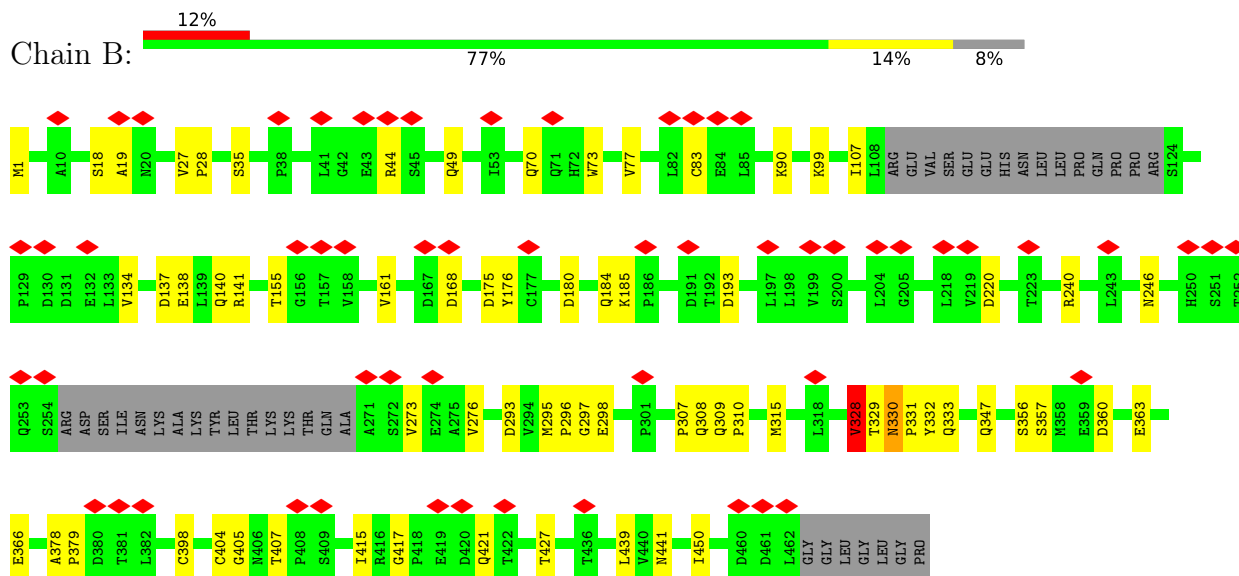 12%
Chain B:
77% 14% 8%
M1 A10 S18 A19 N20 V27 P28 S35 P38 L41 G42 E43 R44 S45 Q49 I53 Q70 Q71 H72 W73 V77 L82 C83 E84 L85 K90 K99 I107 L108 ARG GLU VAL SER GLU GLU HIS ASN LEU LEU PRO GLN PRO PRO ARG S124
P129 D130 D131 E132 L133 V134 D137 E138 L139 Q140 R141 T155 G156 T157 V158 V161 D167 D168 D175 Y176 G177 D180 Q184 K185 P186 D191 T192 D193 L197 L198 V199 S200 L204 G205 L218 V219 D220 T223 R240 L243 N246 H250 S251 T252
Q253 S254 ARG ASP SER ILE ASN LYS ALA LYS TYR LEU THR LYS LYS THR GLN ALA A271 S272 V273 E274 A275 V276 D293 V294 M295 P296 G297 E298 P301 P307 Q308 Q309 P310 M315 L318 V328 T329 N330 P331 Y332 Q333 Q347 S356 S357 M358 E359 D360 E363
E366 A378 P379 D380 T381 L382 C398 C404 G405 N406 T407 P408 S409 I415 R416 G417 P418 E419 D420 Q421 T422 T427 T436 L439 V440 N441 I450 D460 D461 L462 GLY GLY LEU GLY LEU GLY PRO